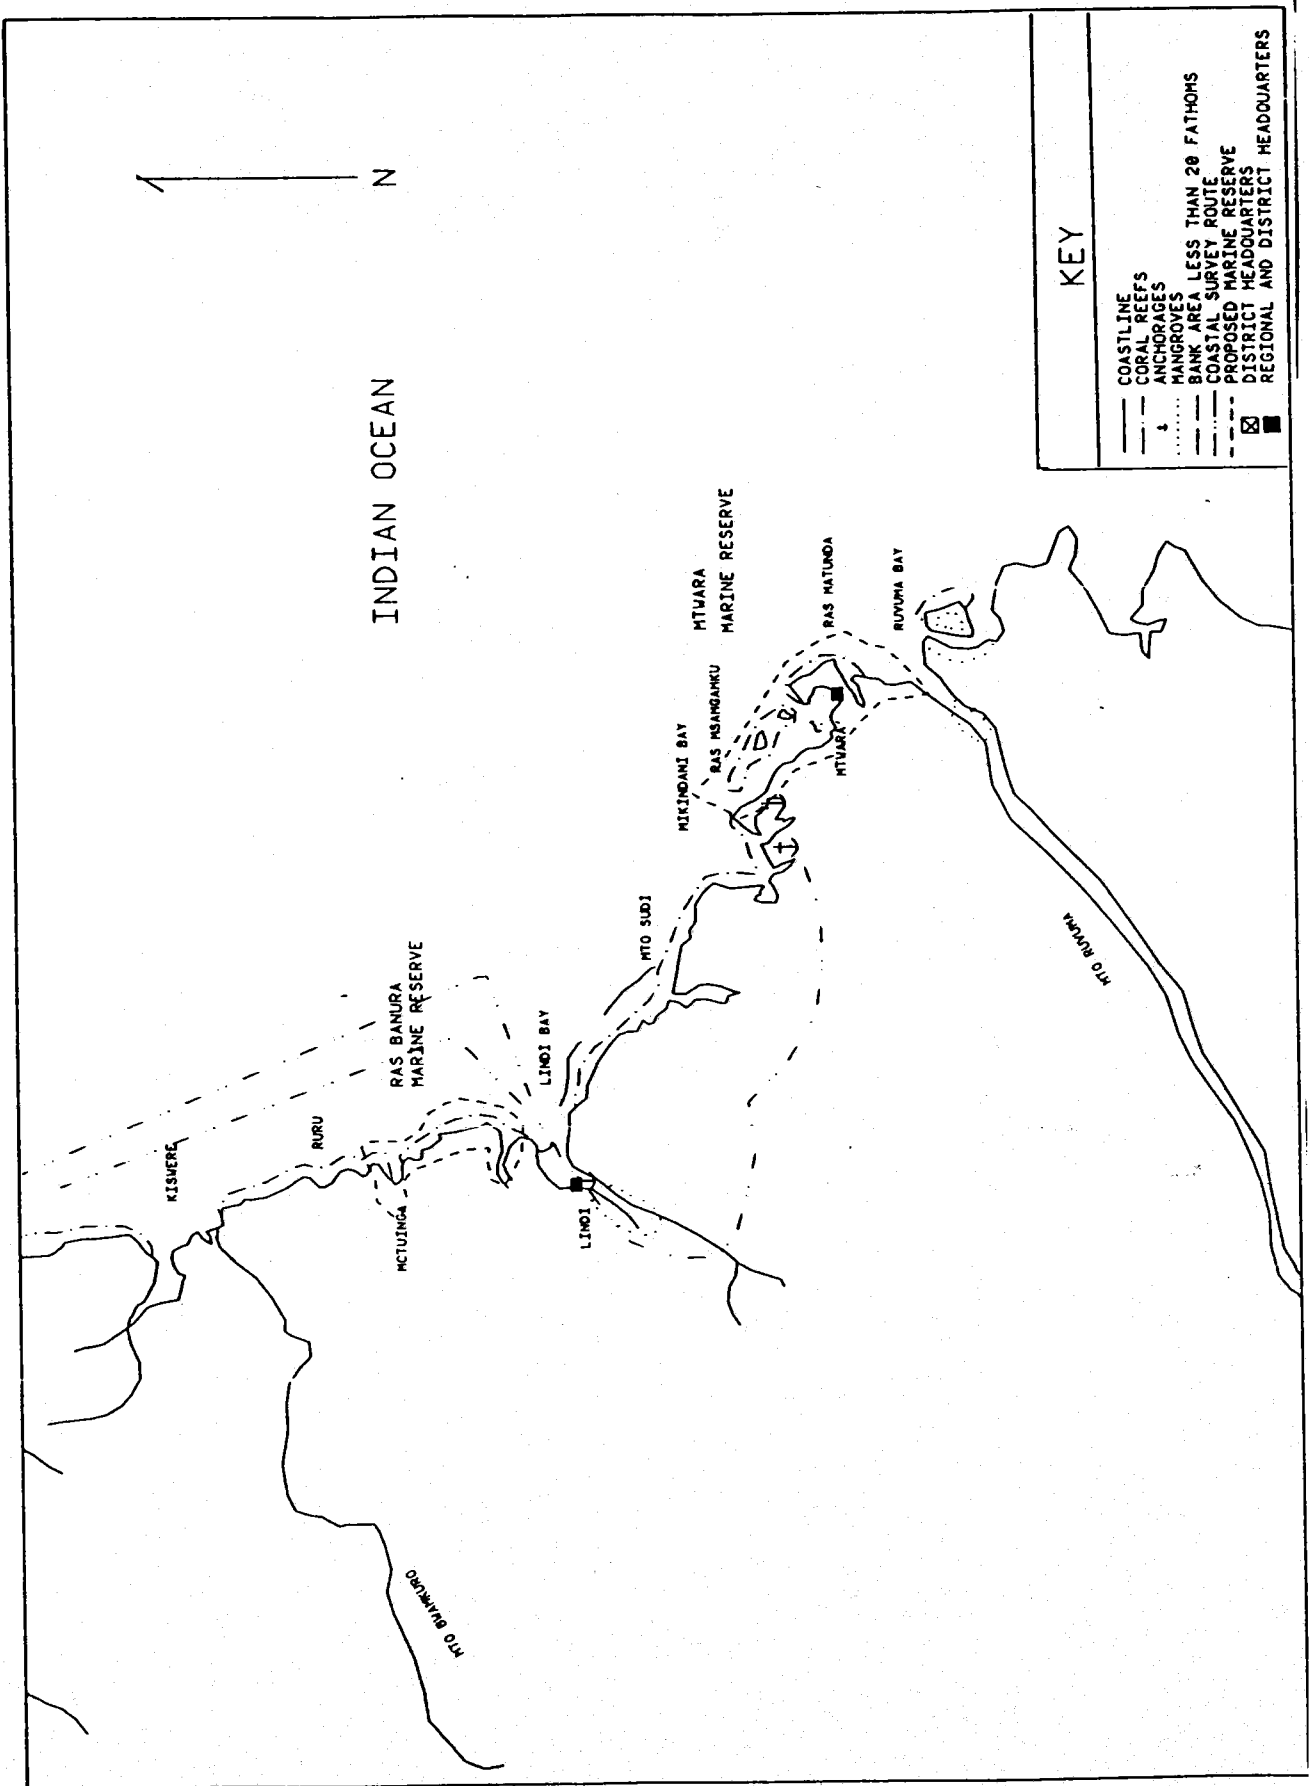 N
INDIAN OCEAN
KISWERE
RURU
RAS BANURA
MARINE RESERVE
MCTUINGA
LINDI BAY
LINDI
MTO SUDI
MIKINDANI BAY
RAS MSAMGAMKU
MTWARA
MARINE RESERVE
MTWARA
RAS MATUNDA
RUVUMA BAY
MTO RUVUMA
MTO BWAMKURO
KEY
COASTLINE
CORAL REEFS
ANCHORAGES
MANGROVES
BANK AREA LESS THAN 20 FATHOMS
COASTAL SURVEY ROUTE
PROPOSED MARINE RESERVE
DISTRICT HEADQUARTERS
REGIONAL AND DISTRICT HEADQUARTERS